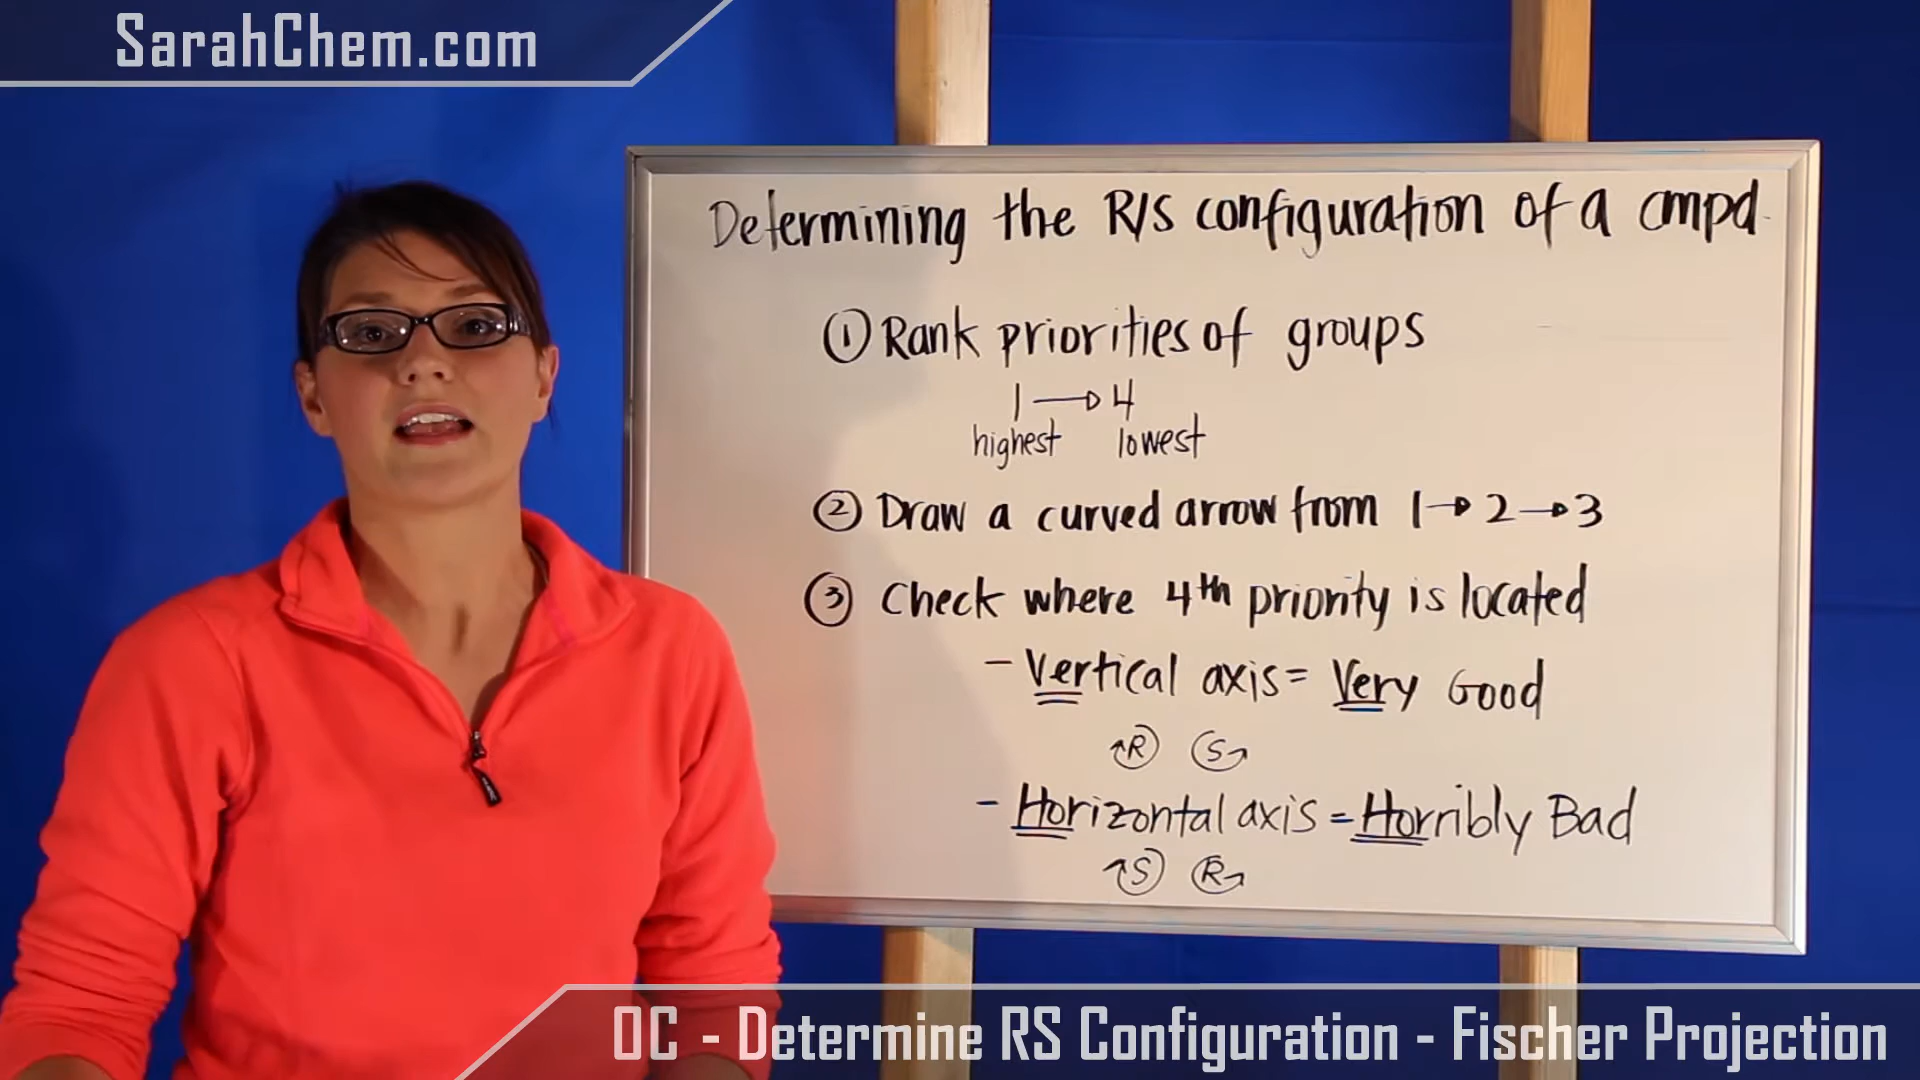 SarahChem.com
Determining the R/S configuration of a cmpd.
① Rank priorities of groups
1 → 4
highest lowest
② Draw a curved arrow from 1 → 2 → 3
③ Check where 4th priority is located
- Vertical axis = Very Good
R S
- Horizontal axis = Horribly Bad
S R
OC - Determine RS Configuration - Fischer Projection